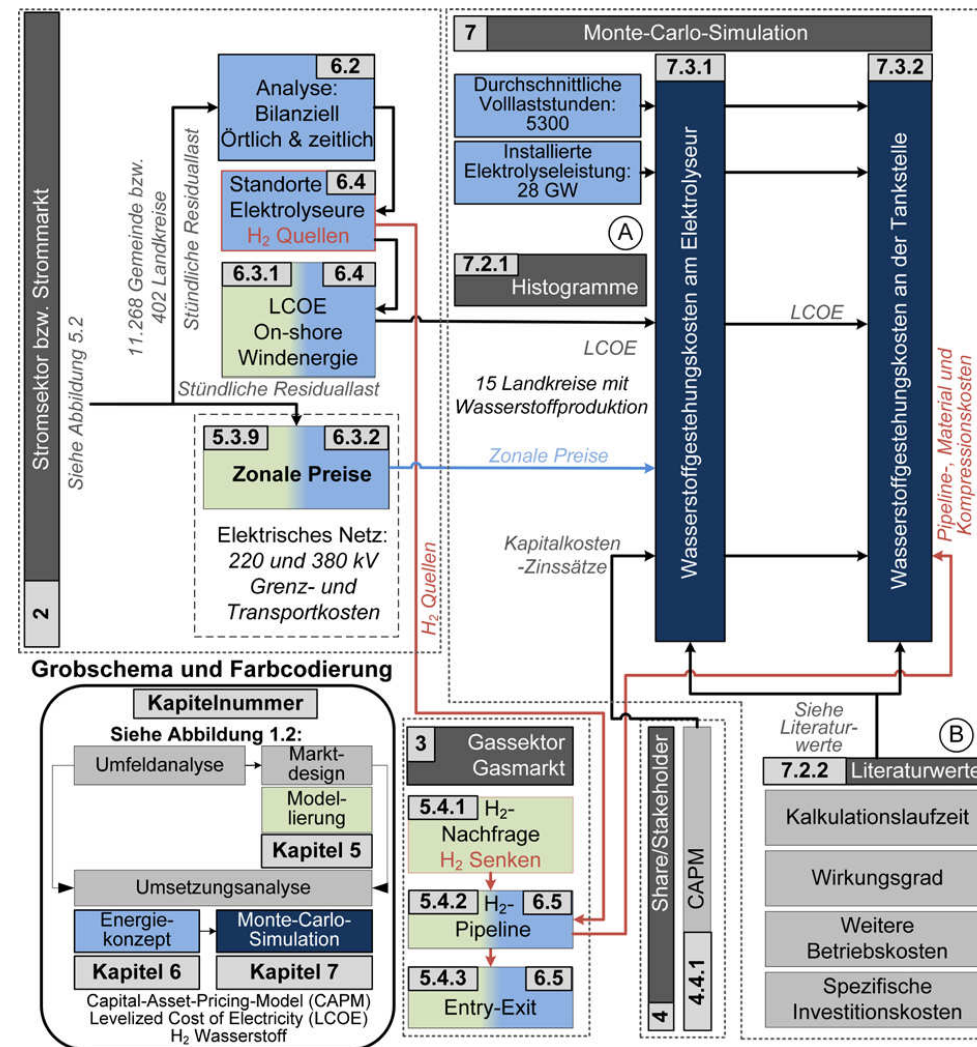 2
Stromsektor bzw. Strommarkt
Siehe Abbildung 5.2
11.268 Gemeinde bzw.
402 Landkreise
Stündliche Residuallast
6.2
Analyse:
Bilanziell
Örtlich & zeitlich
Standorte
6.4
Elektrolyseure
H₂ Quellen
6.3.1
6.4
LCOE
On-shore
Windenergie
Stündliche Residuallast
5.3.9
6.3.2
Zonale Preise
Elektrisches Netz:
220 und 380 kV
Grenz- und
Transportkosten
H₂ Quellen
7
Monte-Carlo-Simulation
Durchschnittliche
Volllaststunden:
5300
Installierte
Elektrolyseleistung:
28 GW
A
7.2.1
Histogramme
LCOE
15 Landkreise mit
Wasserstoffproduktion
Zonale Preise
Kapitalkosten
-Zinssätze
7.3.1
Wasserstoffgestehungskosten am Elektrolyseur
LCOE
7.3.2
Wasserstoffgestehungskosten an der Tankstelle
Pipeline-, Material und
Kompressionskosten
Siehe
Literatur-
werte
B
7.2.2
Literaturwerte
Kalkulationslaufzeit
Wirkungsgrad
Weitere
Betriebskosten
Spezifische
Investitionskosten
Grobschema und Farbcodierung
Kapitelnummer
Siehe Abbildung 1.2:
Umfeldanalyse
Markt-
design
Model-
lierung
Kapitel 5
Umsetzungsanalyse
Energie-
konzept
Monte-Carlo-
Simulation
Kapitel 6
Kapitel 7
Capital-Asset-Pricing-Model (CAPM)
Levelized Cost of Electricity (LCOE)
H₂ Wasserstoff
3
Gassektor
Gasmarkt
5.4.1
H₂-
Nachfrage
H₂ Senken
5.4.2
H₂-
6.5
Pipeline
5.4.3
6.5
Entry-Exit
4
Share/Stakeholder
4.4.1
CAPM